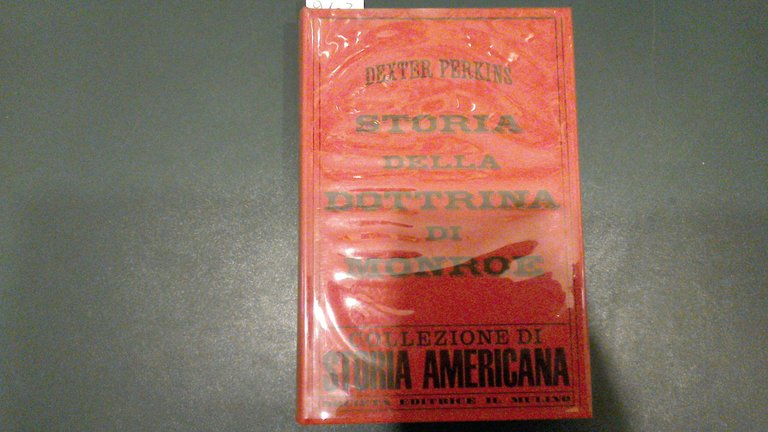 DEXTER PERKINS
STORIA
DELLA
DOTTRINA
DI
MONROE
COLLEZIONE DI
STORIA AMERICANA
SOCIETÀ EDITRICE IL MULINO